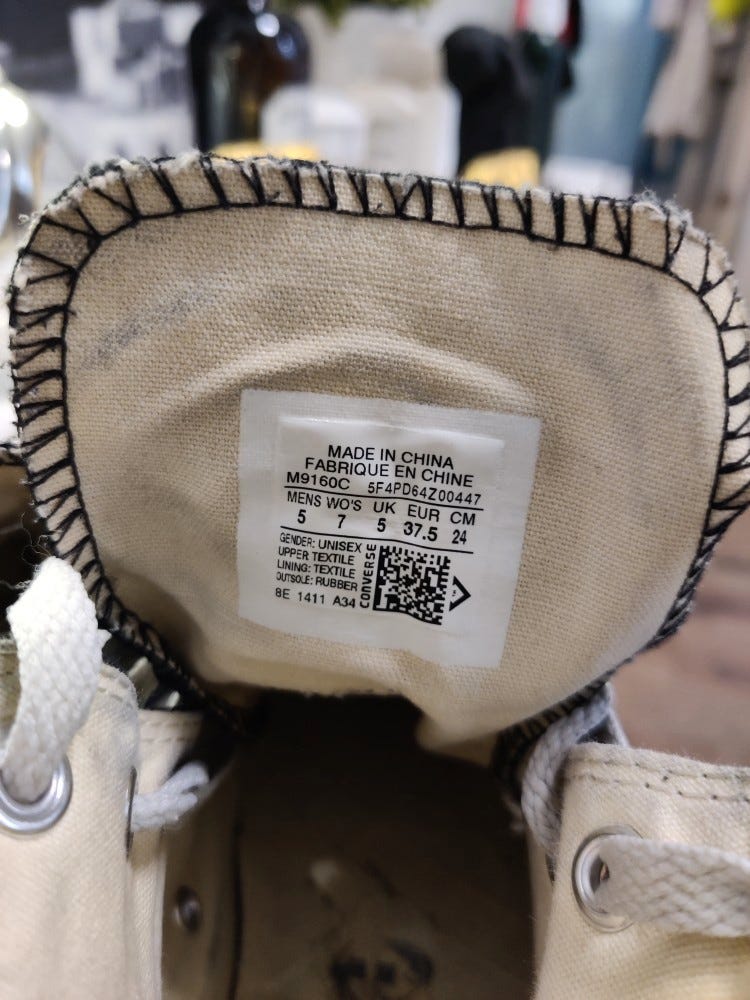 MADE IN CHINA
FABRIQUE EN CHINE
M9160C 5F4PD64Z00447
MENS WO'S UK EUR CM
5 7 5 37.5 24
GENDER: UNISEX
UPPER: TEXTILE
LINING: TEXTILE
OUTSOLE: RUBBER
8E 1411 A34
CONVERSE